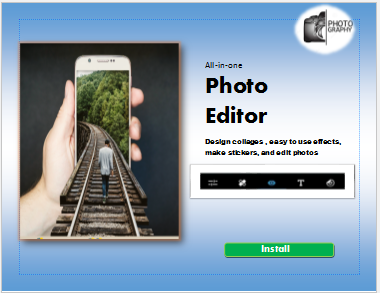 PHOTO
GRAPHY
All-in-one
Photo
Editor
Design collages , easy to use effects,
make stickers, and edit photos
T
Install